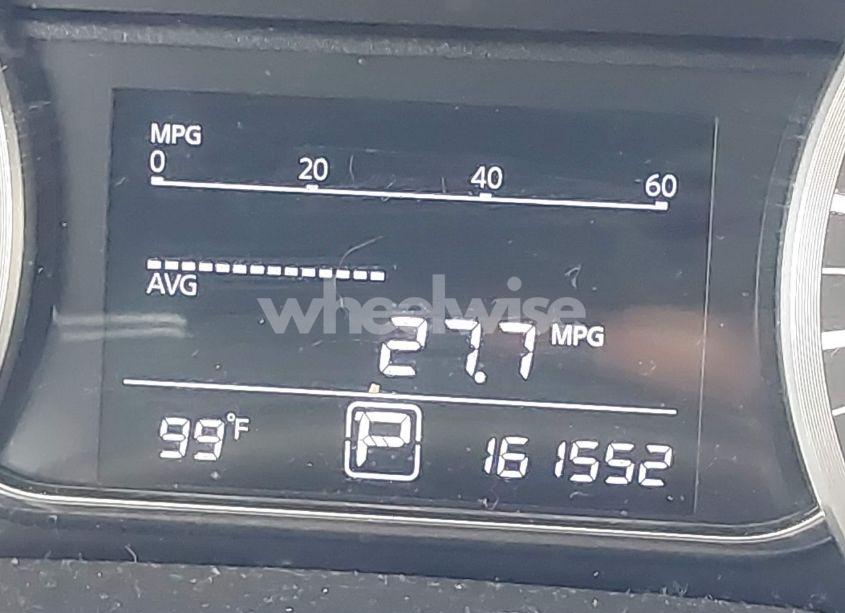 MPG
0 20 40 60
AVG
wheelwise
27.7 MPG
99°F P 161552